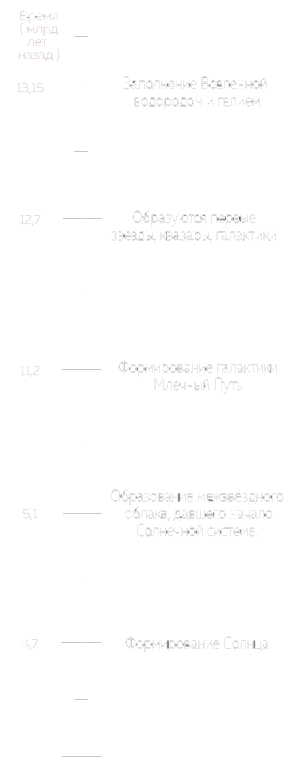 Время
( млрд
лет
назад )
13,15
Заполнение Вселенной
водородом и гелием
12,7
Образуются первые
звезды, квазары, галактики
11,2
Формирование галактики
Млечный Путь
5,1
Образование межзвёздного
облака, давшего начало
Солнечной системе.
4,7
Формирование Солнца